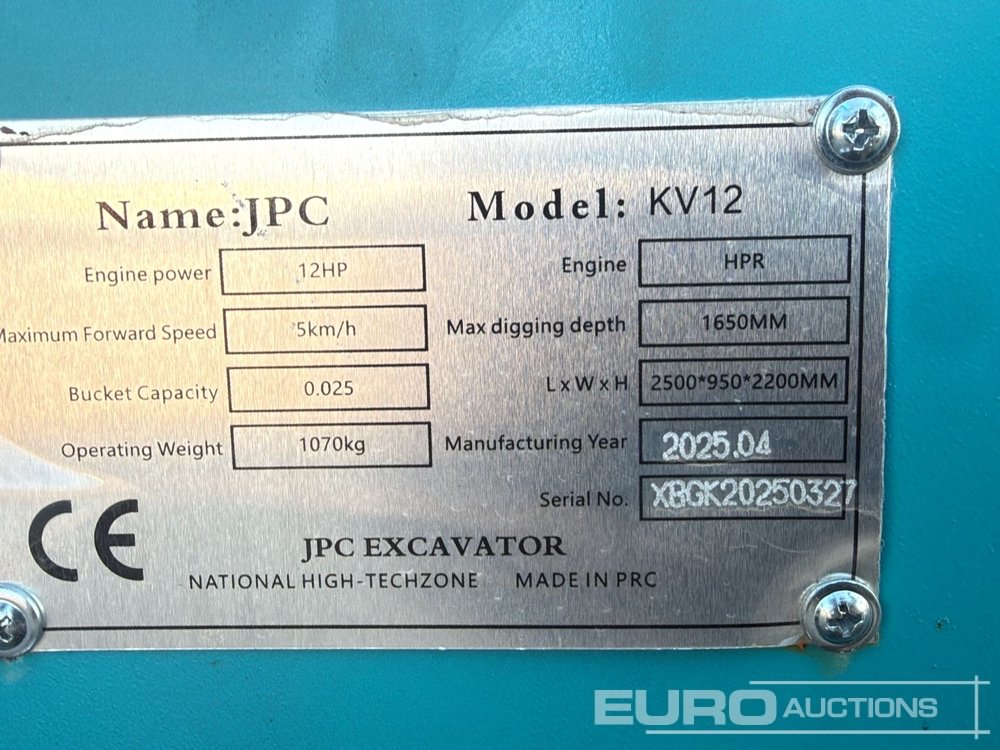 Name:JPC Model: KV12
Engine power 12HP Engine HPR
Maximum Forward Speed 5km/h Max digging depth 1650MM
Bucket Capacity 0.025 L x W x H 2500*950*2200MM
Operating Weight 1070kg Manufacturing Year 2025.04
Serial No. XBGK20250327
CE
JPC EXCAVATOR
NATIONAL HIGH-TECHZONE MADE IN PRC
EURO AUCTIONS